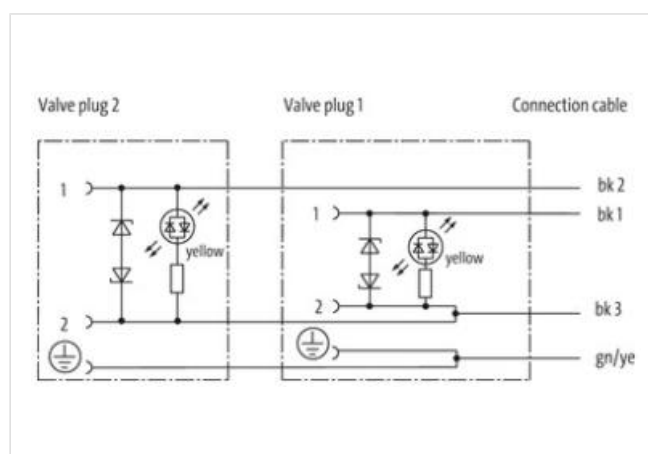 Valve plug 2 Valve plug 1 Connection cable
1 bk 2
1 bk 1
yellow yellow
2 bk 3
2
gn/ye